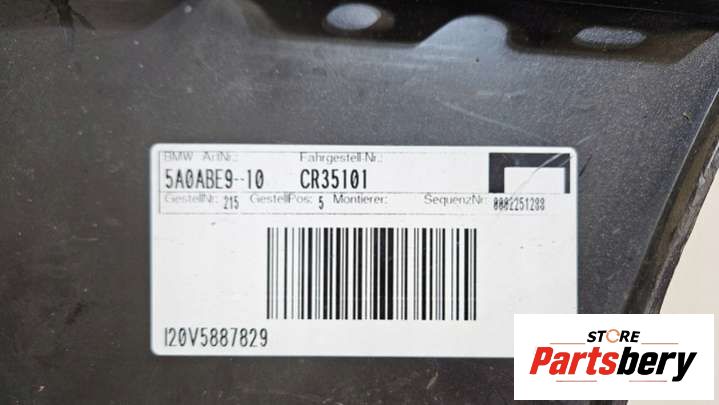 BMW ArtNr.: Fahrgestell-Nr.:
5A0ABE9-10 CR35101
GestellNr: 215 GestellPos: 5 Montierer: SequenzNr: 0002251288
I20V5887829
STORE
Partsbery